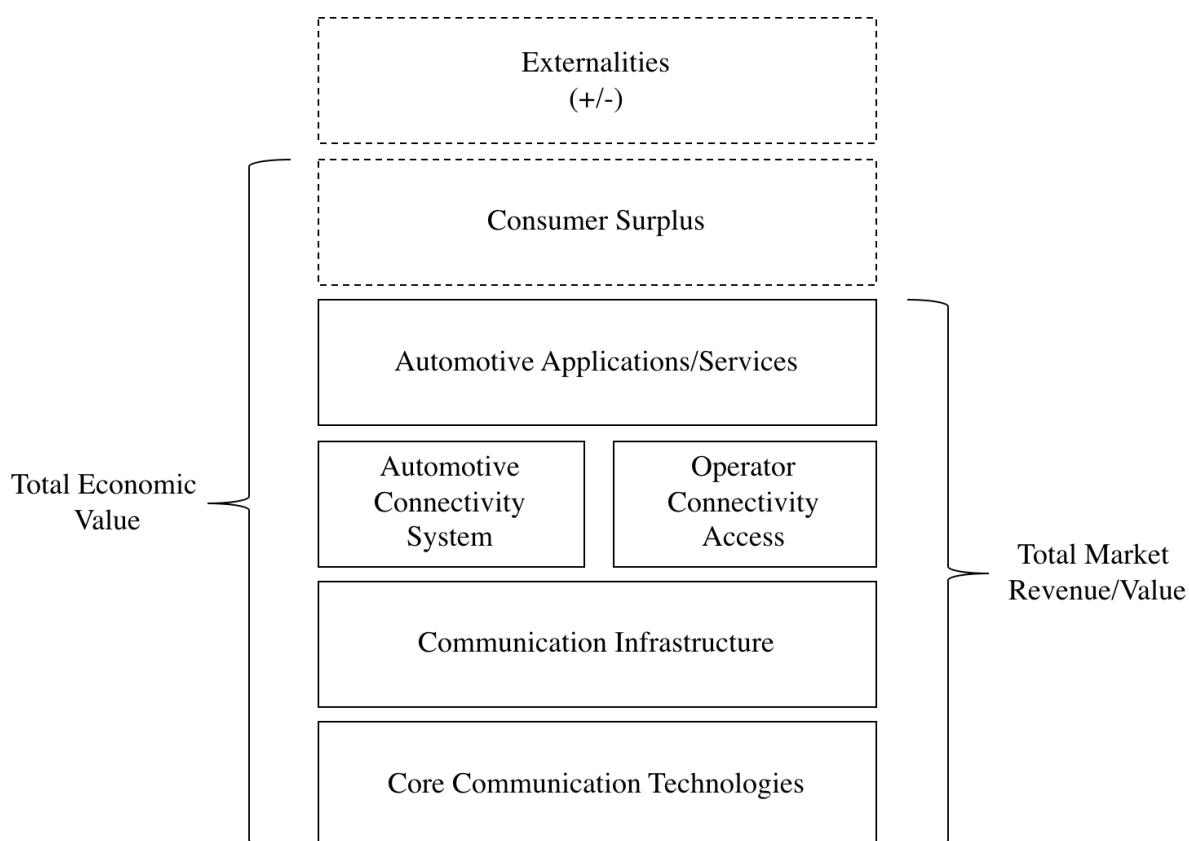 Externalities
(+/-)
Consumer Surplus
Automotive Applications/Services
Automotive
Connectivity
System
Operator
Connectivity
Access
Total Economic
Value
Total Market
Revenue/Value
Communication Infrastructure
Core Communication Technologies